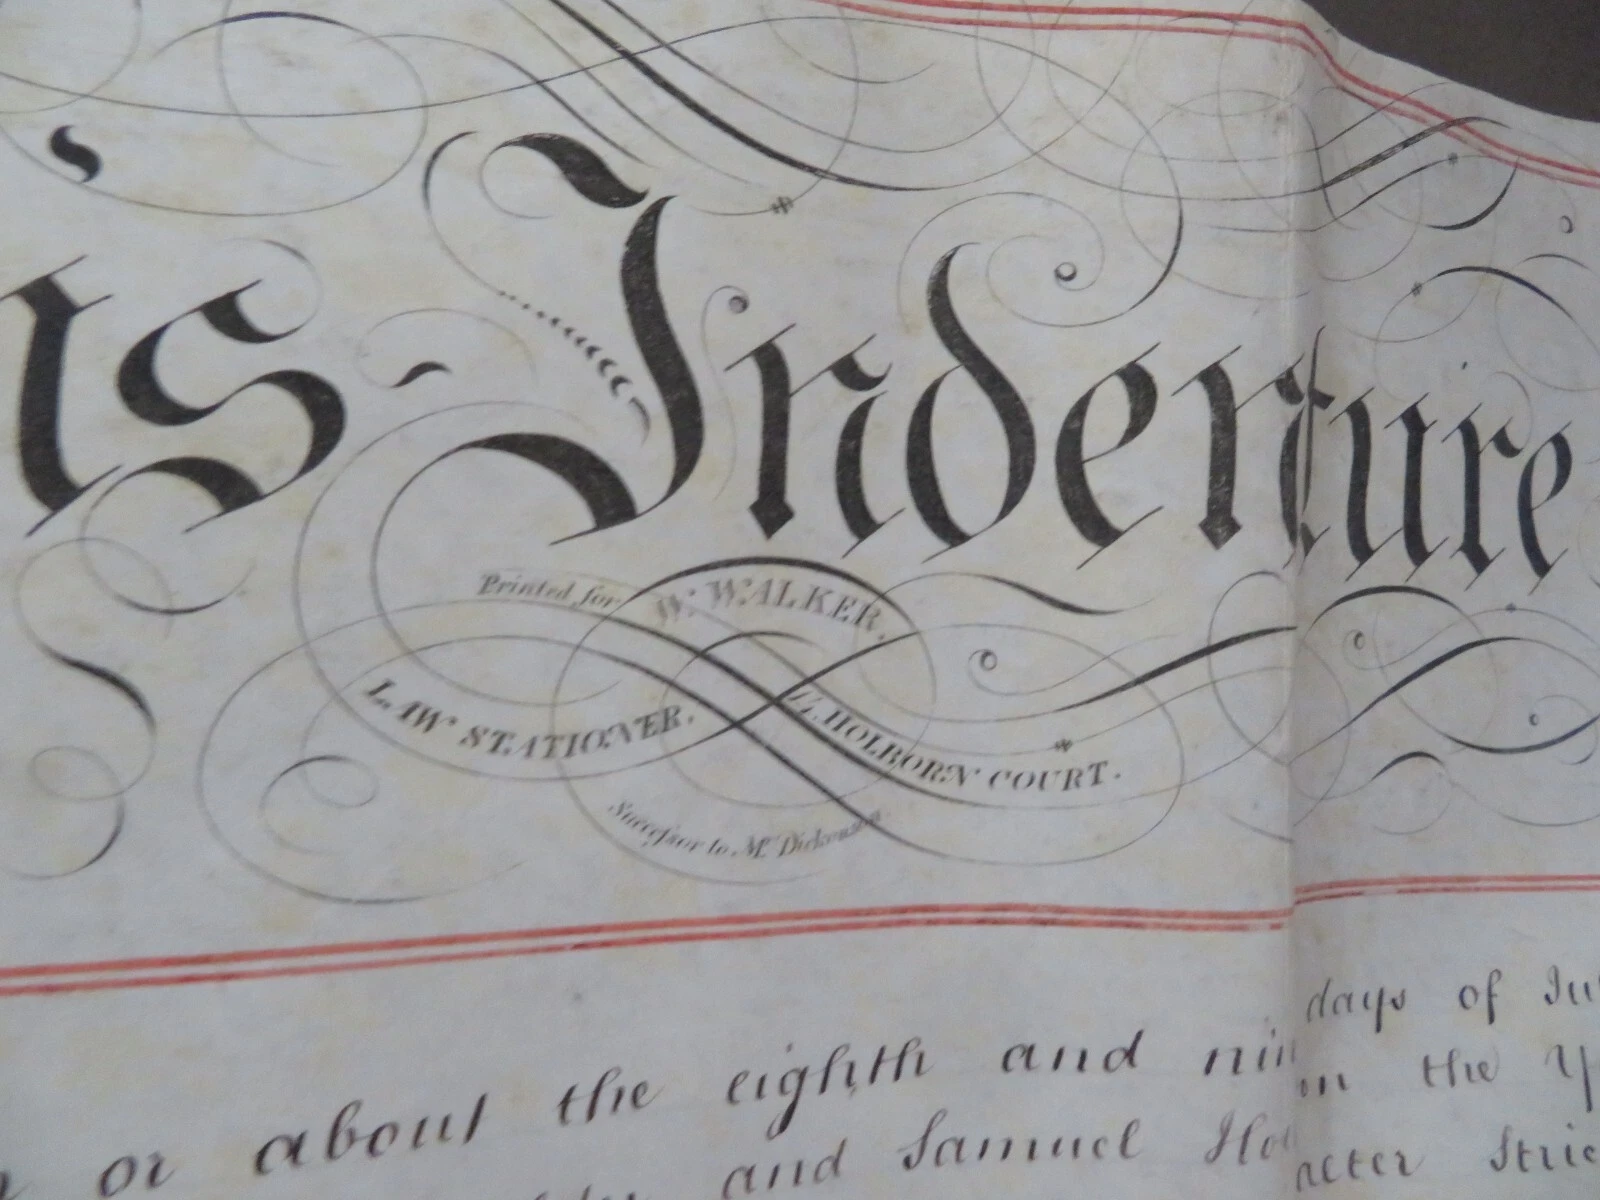 is Indenture
Printed for W. WALKER.
LAW STATIONER. HOLBORN COURT.
Succeſsor to Mr Dickenson
days of
or about the eighth and
on the
and Samuel